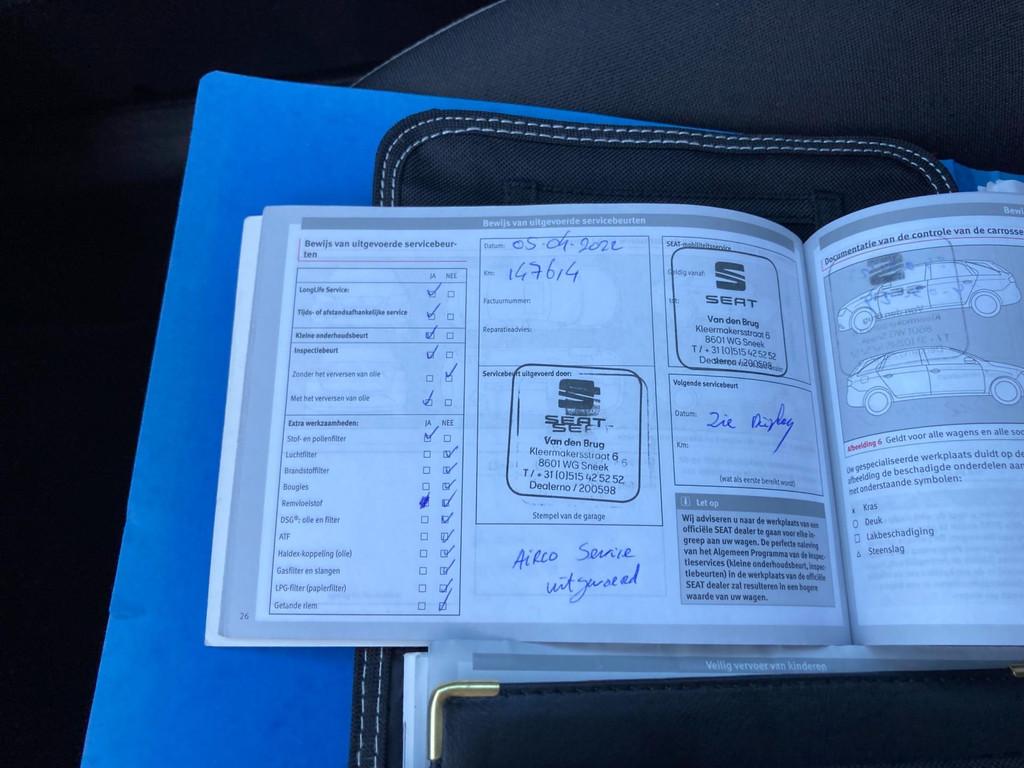 Bewijs van uitgevoerde servicebeurten
Bewijs van uitgevoerde servicebeur-
ten
JA NEE
LongLife Service:
Tijds- of afstandsafhankelijke service
Kleine onderhoudsbeurt
Inspectiebeurt
Zonder het verversen van olie
Met het verversen van olie
Extra werkzaamheden: JA NEE
Stof- en pollenfilter
Luchtfilter
Brandstoffilter
Bougies
Remvloeistof
DSG®: olie en filter
ATF
Haldex-koppeling (olie)
Gasfilter en slangen
LPG-filter (papierfilter)
Getande riem
26
Datum: 05-04-2022
Km: 147614
Factuurnummer:
Reparatieadvies:
Servicebeurt uitgevoerd door:
SEAT
SEAT
Van den Brug
Kleermakersstraat 6
8601 WG Sneek
T / + 31 (0)515 42 52 52
Dealerno / 200598
Stempel van de garage
Airco Service
uitgevoerd
SEAT-mobiliteitsservice
Geldig vanaf:
tot:
SEAT
Van den Brug
Kleermakersstraat 6
8601 WG Sneek
T / + 31 (0)515 42 52 52
Dealerno / 200598
Volgende servicebeurt
Datum: Zie Display
Km:
(wat als eerste bereikt wordt)
i Let op
Wij adviseren u naar de werkplaats van een
officiële SEAT dealer te gaan voor elke in-
greep aan uw wagen. De perfecte naleving
van het Algemeen Programma van de inspec-
tieservices (kleine onderhoudsbeurt, inspec-
tiebeurten) in de werkplaats van de officiële
SEAT dealer zal resulteren in een hogere
waarde van uw wagen.
Bewi
Documentatie van de controle van de carrosse
Afbeelding 6 Geldt voor alle wagens en alle soo
Uw gespecialiseerde werkplaats duidt op de
afbeelding de beschadigde onderdelen aan
met onderstaande symbolen:
x Kras
O Deuk
□ Lakbeschadiging
△ Steenslag
Veilig vervoer van kinderen